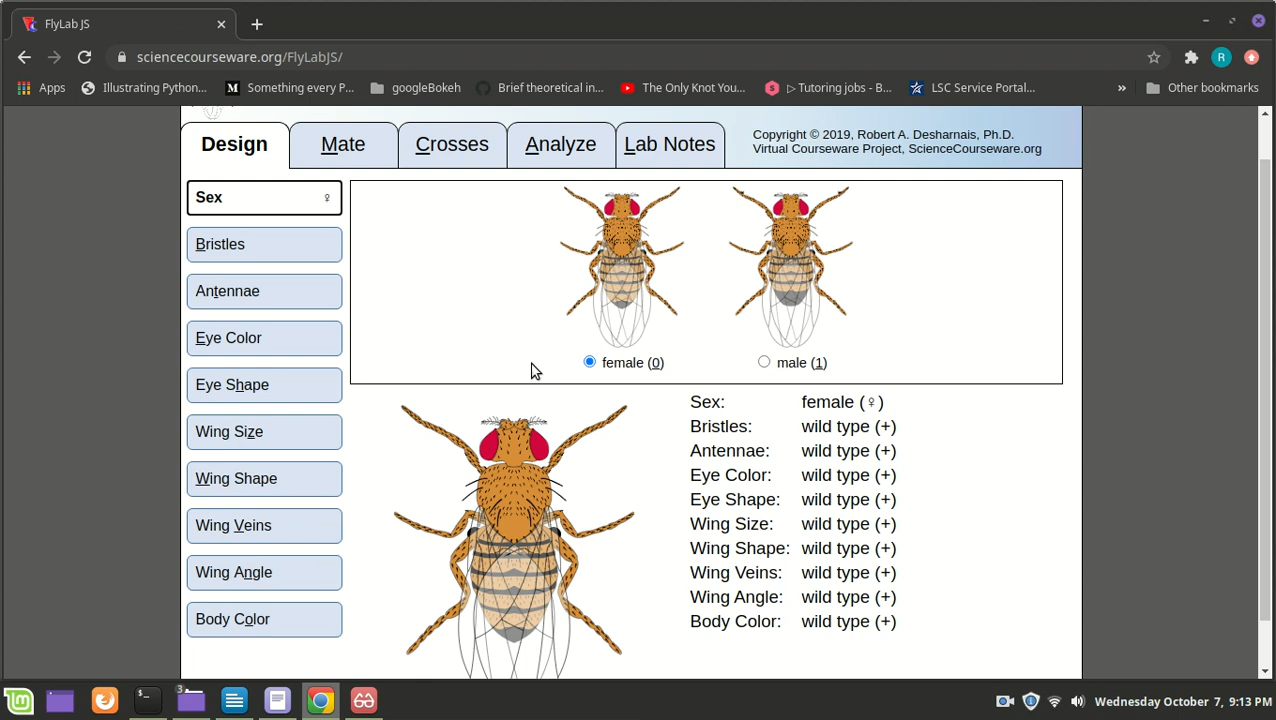 FlyLab JS
sciencecourseware.org/FlyLabJS/
R
Apps Illustrating Python... M Something every P... googleBokeh Brief theoretical in... The Only Knot You... S ▷ Tutoring jobs - B... LSC Service Portal... » Other bookmarks
Design Mate Crosses Analyze Lab Notes
Copyright © 2019, Robert A. Desharnais, Ph.D.
Virtual Courseware Project, ScienceCourseware.org
Sex ♀
Bristles
Antennae
Eye Color
Eye Shape
Wing Size
Wing Shape
Wing Veins
Wing Angle
Body Color
female (0) male (1)
Sex: female (♀)
Bristles: wild type (+)
Antennae: wild type (+)
Eye Color: wild type (+)
Eye Shape: wild type (+)
Wing Size: wild type (+)
Wing Shape: wild type (+)
Wing Veins: wild type (+)
Wing Angle: wild type (+)
Body Color: wild type (+)
3
Wednesday October 7, 9:13 PM